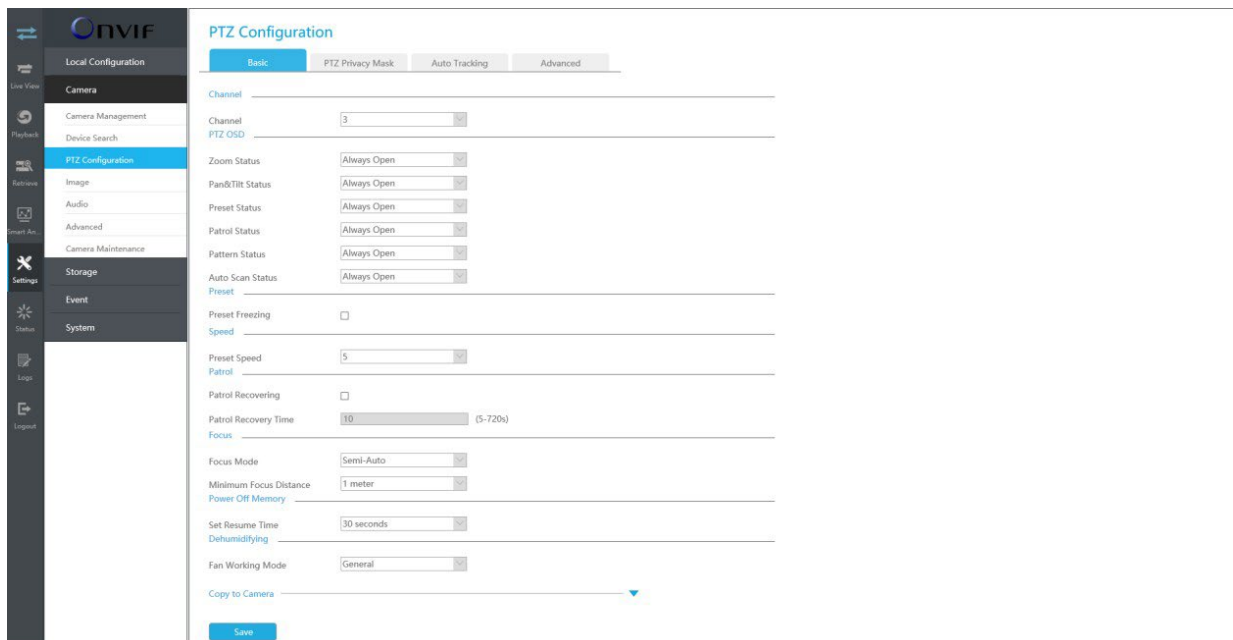 ONVIF
Live View
Playback
Retrieve
Smart An...
Settings
Status
Logs
Logout
Local Configuration
Camera
Camera Management
Device Search
PTZ Configuration
Image
Audio
Advanced
Camera Maintenance
Storage
Event
System
PTZ Configuration
Basic PTZ Privacy Mask Auto Tracking Advanced
Channel
Channel 3
PTZ OSD
Zoom Status Always Open
Pan&Tilt Status Always Open
Preset Status Always Open
Patrol Status Always Open
Pattern Status Always Open
Auto Scan Status Always Open
Preset
Preset Freezing
Speed
Preset Speed 5
Patrol
Patrol Recovering
Patrol Recovery Time 10 (5-720s)
Focus
Focus Mode Semi-Auto
Minimum Focus Distance 1 meter
Power Off Memory
Set Resume Time 30 seconds
Dehumidifying
Fan Working Mode General
Copy to Camera
Save